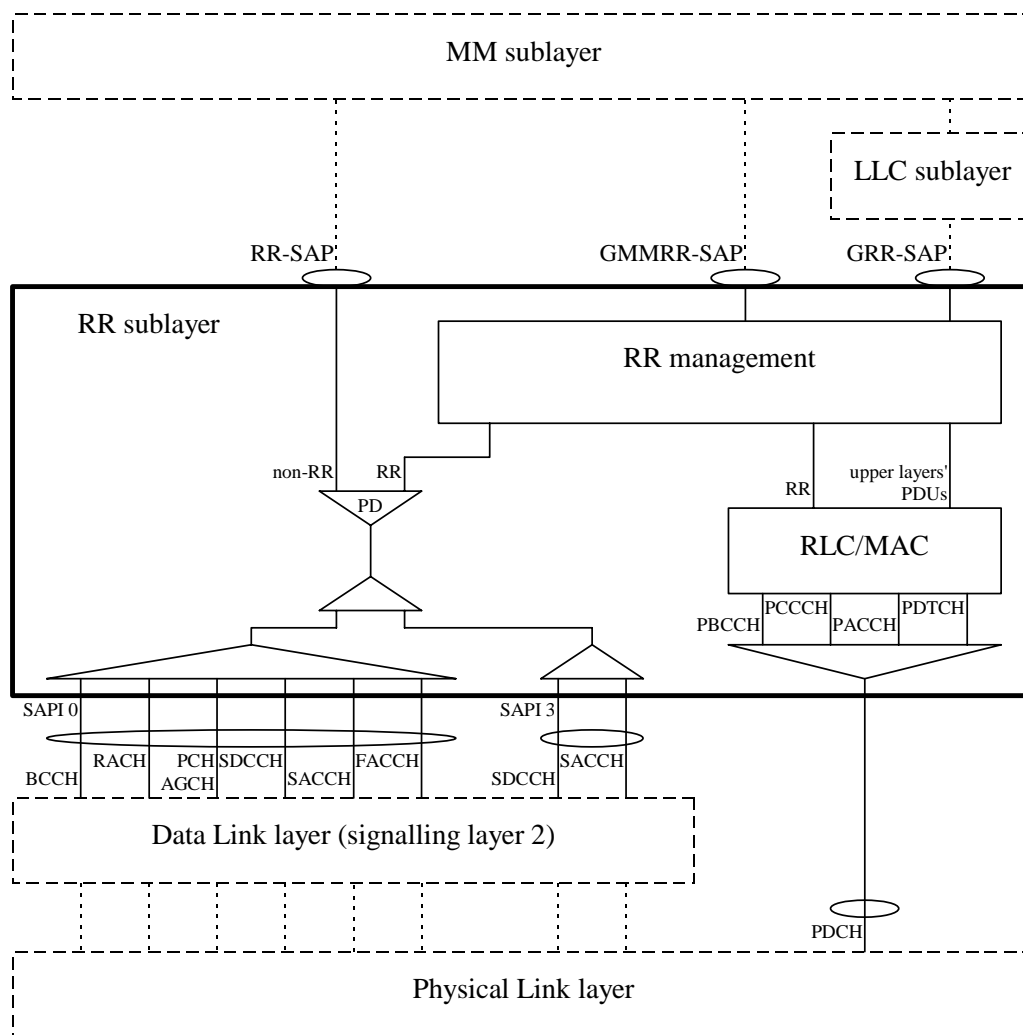 MM sublayer
LLC sublayer
RR-SAP
GMMRR-SAP
GRR-SAP
RR sublayer
RR management
non-RR
RR
PD
RR
upper layers'
PDUs
RLC/MAC
PBCCH
PCCCH
PACCH
PDTCH
SAPI 0
SAPI 3
BCCH
RACH
PCH
AGCH
SDCCH
SACCH
FACCH
SDCCH
SACCH
Data Link layer (signalling layer 2)
PDCH
Physical Link layer